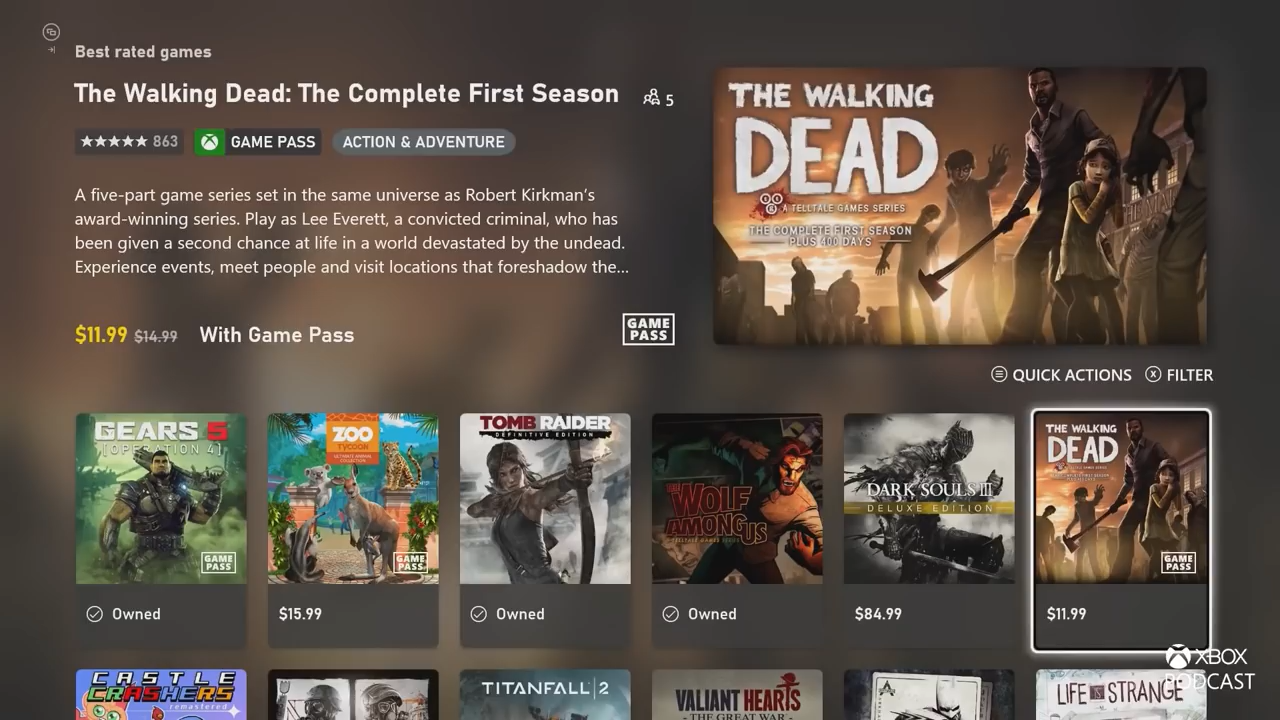 Best rated games
The Walking Dead: The Complete First Season
5
863
GAME PASS
ACTION & ADVENTURE
A five-part game series set in the same universe as Robert Kirkman's
award-winning series. Play as Lee Everett, a convicted criminal, who has
been given a second chance at life in a world devastated by the undead.
Experience events, meet people and visit locations that foreshadow the...
$11.99 $14.99 With Game Pass
GAME
PASS
THE WALKING
DEAD
A TELLTALE GAMES SERIES
THE COMPLETE FIRST SEASON
PLUS 400 DAYS
QUICK ACTIONS
X FILTER
GEARS 5
[OPERATION 4]
GAME
PASS
Owned
ZOO
TYCOON
ULTIMATE ANIMAL
COLLECTION
GAME
PASS
$15.99
TOMB RAIDER
DEFINITIVE EDITION
Owned
THE
WOLF
AMONG
US
A TELLTALE GAMES SERIES
Owned
DARK SOULS III
DELUXE EDITION
$84.99
THE WALKING
DEAD
GAME
PASS
$11.99
CASTLE
CRASHERS
remastered
TITANFALL 2
VALIANT HEARTS
- THE GREAT WAR -
LIFE IS STRANGE
XBOX
PODCAST